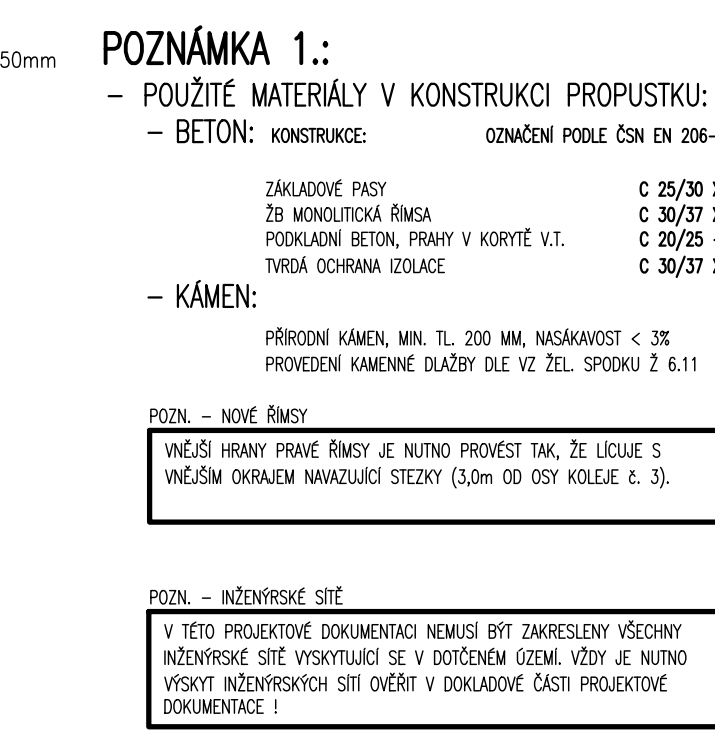 50mm
POZNÁMKA 1.:
– POUŽITÉ MATERIÁLY V KONSTRUKCI PROPUSTKU:
– BETON: KONSTRUKCE: OZNAČENÍ PODLE ČSN EN 206-
ZÁKLADOVÉ PASY C 25/30 X
ŽB MONOLITICKÁ ŘÍMSA C 30/37 X
PODKLADNÍ BETON, PRAHY V KORYTĚ V.T. C 20/25 -
TVRDÁ OCHRANA IZOLACE C 30/37 X
– KÁMEN:
PŘÍRODNÍ KÁMEN, MIN. TL. 200 MM, NASÁKAVOST < 3%
PROVEDENÍ KAMENNÉ DLAŽBY DLE VZ ŽEL. SPODKU Ž 6.11
POZN. – NOVÉ ŘÍMSY
VNĚJŠÍ HRANY PRAVÉ ŘÍMSY JE NUTNO PROVÉST TAK, ŽE LÍCUJE S
VNĚJŠÍM OKRAJEM NAVAZUJÍCÍ STEZKY (3,0m OD OSY KOLEJE č. 3).
POZN. – INŽENÝRSKÉ SÍTĚ
V TÉTO PROJEKTOVÉ DOKUMENTACI NEMUSÍ BÝT ZAKRESLENY VŠECHNY
INŽENÝRSKÉ SÍTĚ VYSKYTUJÍCÍ SE V DOTČENÉM ÚZEMÍ. VŽDY JE NUTNO
VÝSKYT INŽENÝRSKÝCH SÍTÍ OVĚŘIT V DOKLADOVÉ ČÁSTI PROJEKTOVÉ
DOKUMENTACE !